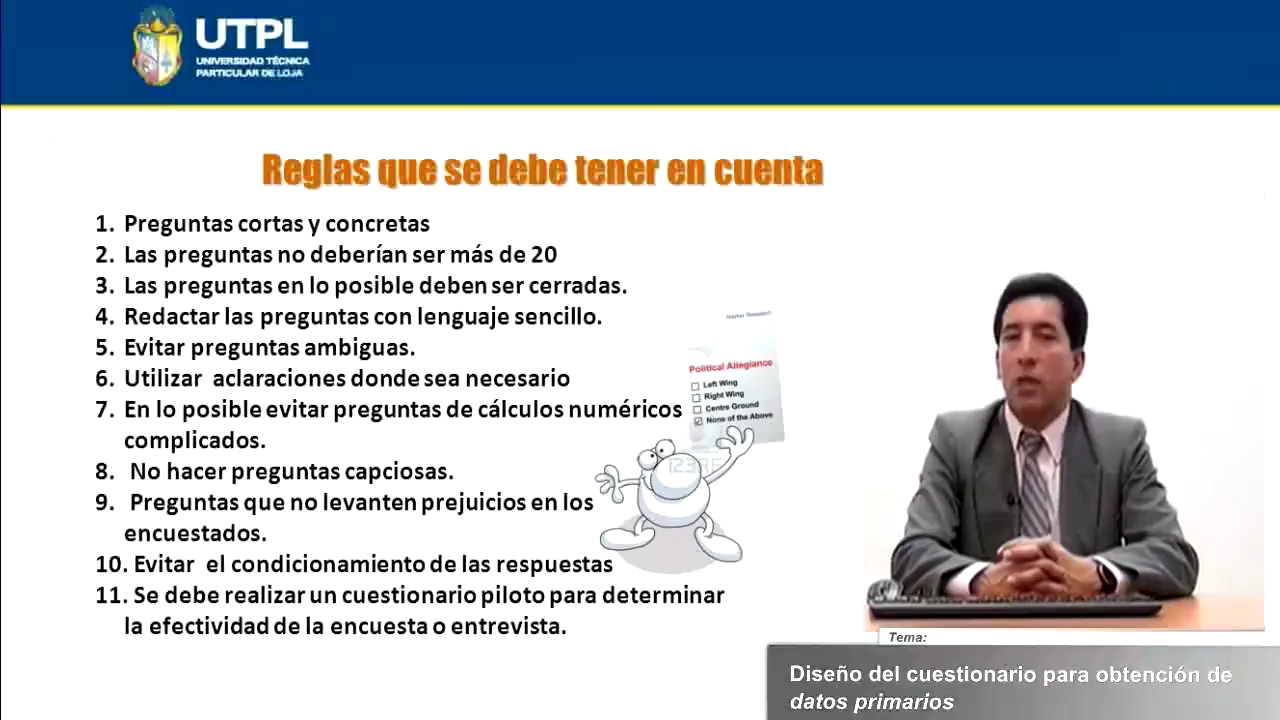 UTPL
UNIVERSIDAD TÉCNICA
PARTICULAR DE LOJA
Reglas que se debe tener en cuenta
1. Preguntas cortas y concretas
2. Las preguntas no deberían ser más de 20
3. Las preguntas en lo posible deben ser cerradas.
4. Redactar las preguntas con lenguaje sencillo.
5. Evitar preguntas ambiguas.
6. Utilizar aclaraciones donde sea necesario
7. En lo posible evitar preguntas de cálculos numéricos
complicados.
8. No hacer preguntas capciosas.
9. Preguntas que no levanten prejuicios en los
encuestados.
10. Evitar el condicionamiento de las respuestas
11. Se debe realizar un cuestionario piloto para determinar
la efectividad de la encuesta o entrevista.
Political Allegiance
Left Wing
Right Wing
Centre Ground
None of the Above
Tema:
Diseño del cuestionario para obtención de
datos primarios